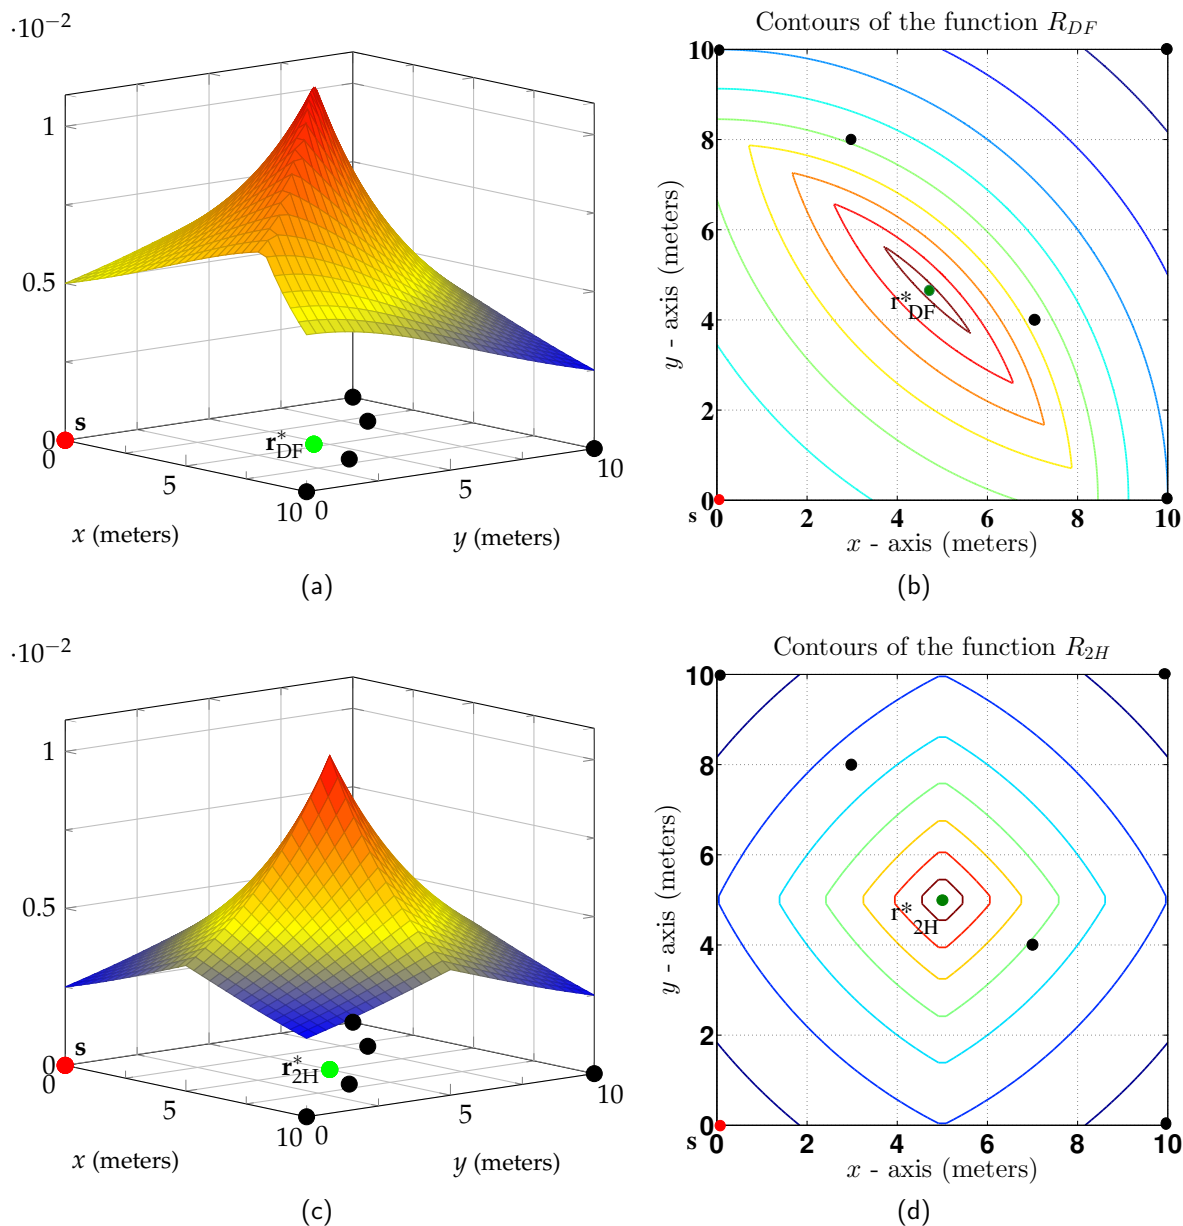 ·10⁻²
1
0.5
0
0
5
10
0
5
10
s
r*DF
x (meters)
y (meters)
(a)
Contours of the function R_DF
10
8
6
4
2
0
0
2
4
6
8
10
s
r*DF
y - axis (meters)
x - axis (meters)
(b)
·10⁻²
1
0.5
0
0
5
10
0
5
10
s
r*2H
x (meters)
y (meters)
(c)
Contours of the function R_2H
10
8
6
4
2
0
0
2
4
6
8
10
s
r*2H
y - axis (meters)
x - axis (meters)
(d)